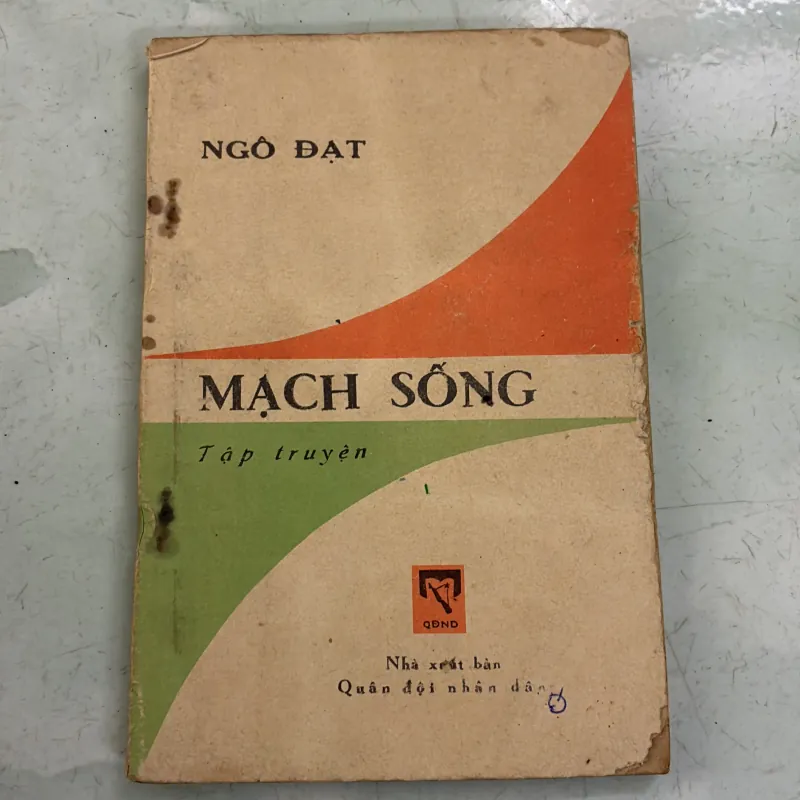 NGÔ ĐẠT
MẠCH SỐNG
Tập truyện
QĐND
Nhà xuất bản
Quân đội nhân dân